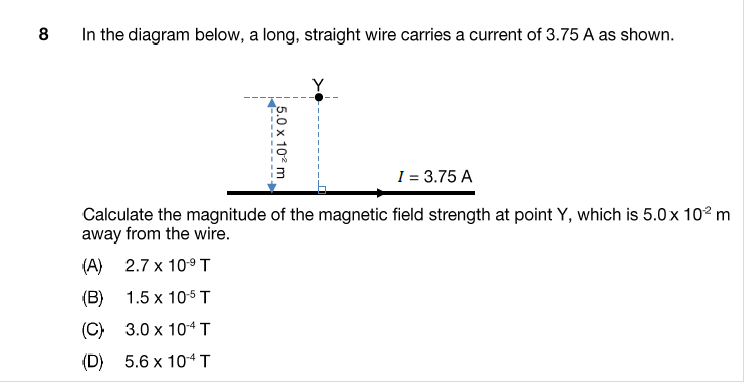 8 In the diagram below, a long, straight wire carries a current of 3.75 A as shown.
Y
5.0 x 10⁻² m
I = 3.75 A
Calculate the magnitude of the magnetic field strength at point Y, which is 5.0 x 10⁻² m
away from the wire.
(A) 2.7 x 10⁻⁹ T
(B) 1.5 x 10⁻⁵ T
(C) 3.0 x 10⁻⁴ T
(D) 5.6 x 10⁻⁴ T